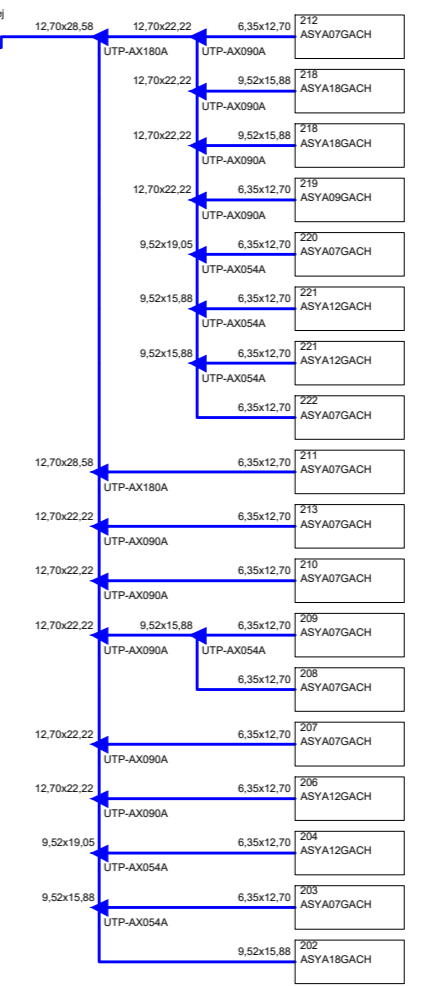 ej
12,70x28,58 12,70x22,22 6,35x12,70 212
UTP-AX180A UTP-AX090A ASYA07GACH
12,70x22,22 9,52x15,88 218
UTP-AX090A ASYA18GACH
12,70x22,22 9,52x15,88 218
UTP-AX090A ASYA18GACH
12,70x22,22 6,35x12,70 219
UTP-AX090A ASYA09GACH
9,52x19,05 6,35x12,70 220
UTP-AX054A ASYA07GACH
9,52x15,88 6,35x12,70 221
UTP-AX054A ASYA12GACH
9,52x15,88 6,35x12,70 221
UTP-AX054A ASYA12GACH
6,35x12,70 222
ASYA07GACH
12,70x28,58 6,35x12,70 211
UTP-AX180A ASYA07GACH
12,70x22,22 6,35x12,70 213
UTP-AX090A ASYA07GACH
12,70x22,22 6,35x12,70 210
UTP-AX090A ASYA07GACH
12,70x22,22 9,52x15,88 6,35x12,70 209
UTP-AX090A UTP-AX054A ASYA07GACH
6,35x12,70 208
ASYA07GACH
12,70x22,22 6,35x12,70 207
UTP-AX090A ASYA07GACH
12,70x22,22 6,35x12,70 206
UTP-AX090A ASYA12GACH
9,52x19,05 6,35x12,70 204
UTP-AX054A ASYA12GACH
9,52x15,88 6,35x12,70 203
UTP-AX054A ASYA07GACH
9,52x15,88 202
ASYA18GACH